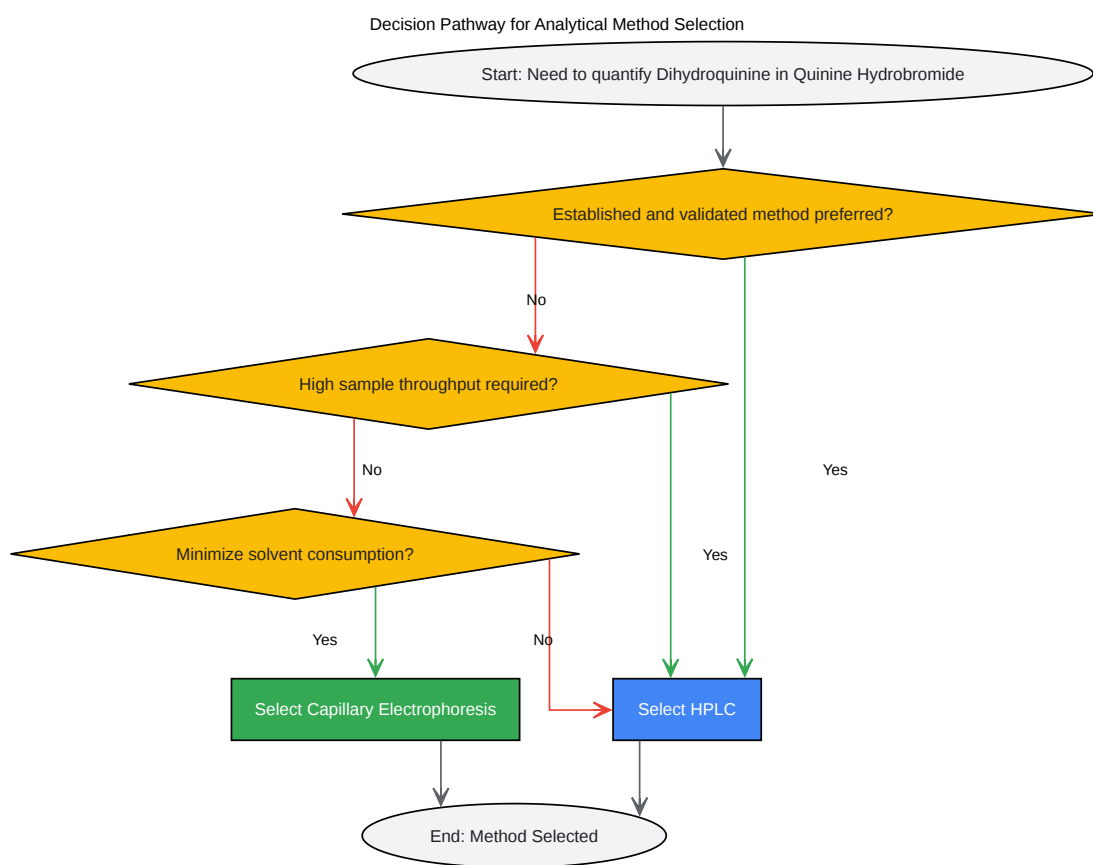 Decision Pathway for Analytical Method Selection
Start: Need to quantify Dihydroquinine in Quinine Hydrobromide
Established and validated method preferred?
No
High sample throughput required?
No
Yes
Minimize solvent consumption?
Yes
Yes
No
Select Capillary Electrophoresis
Select HPLC
End: Method Selected